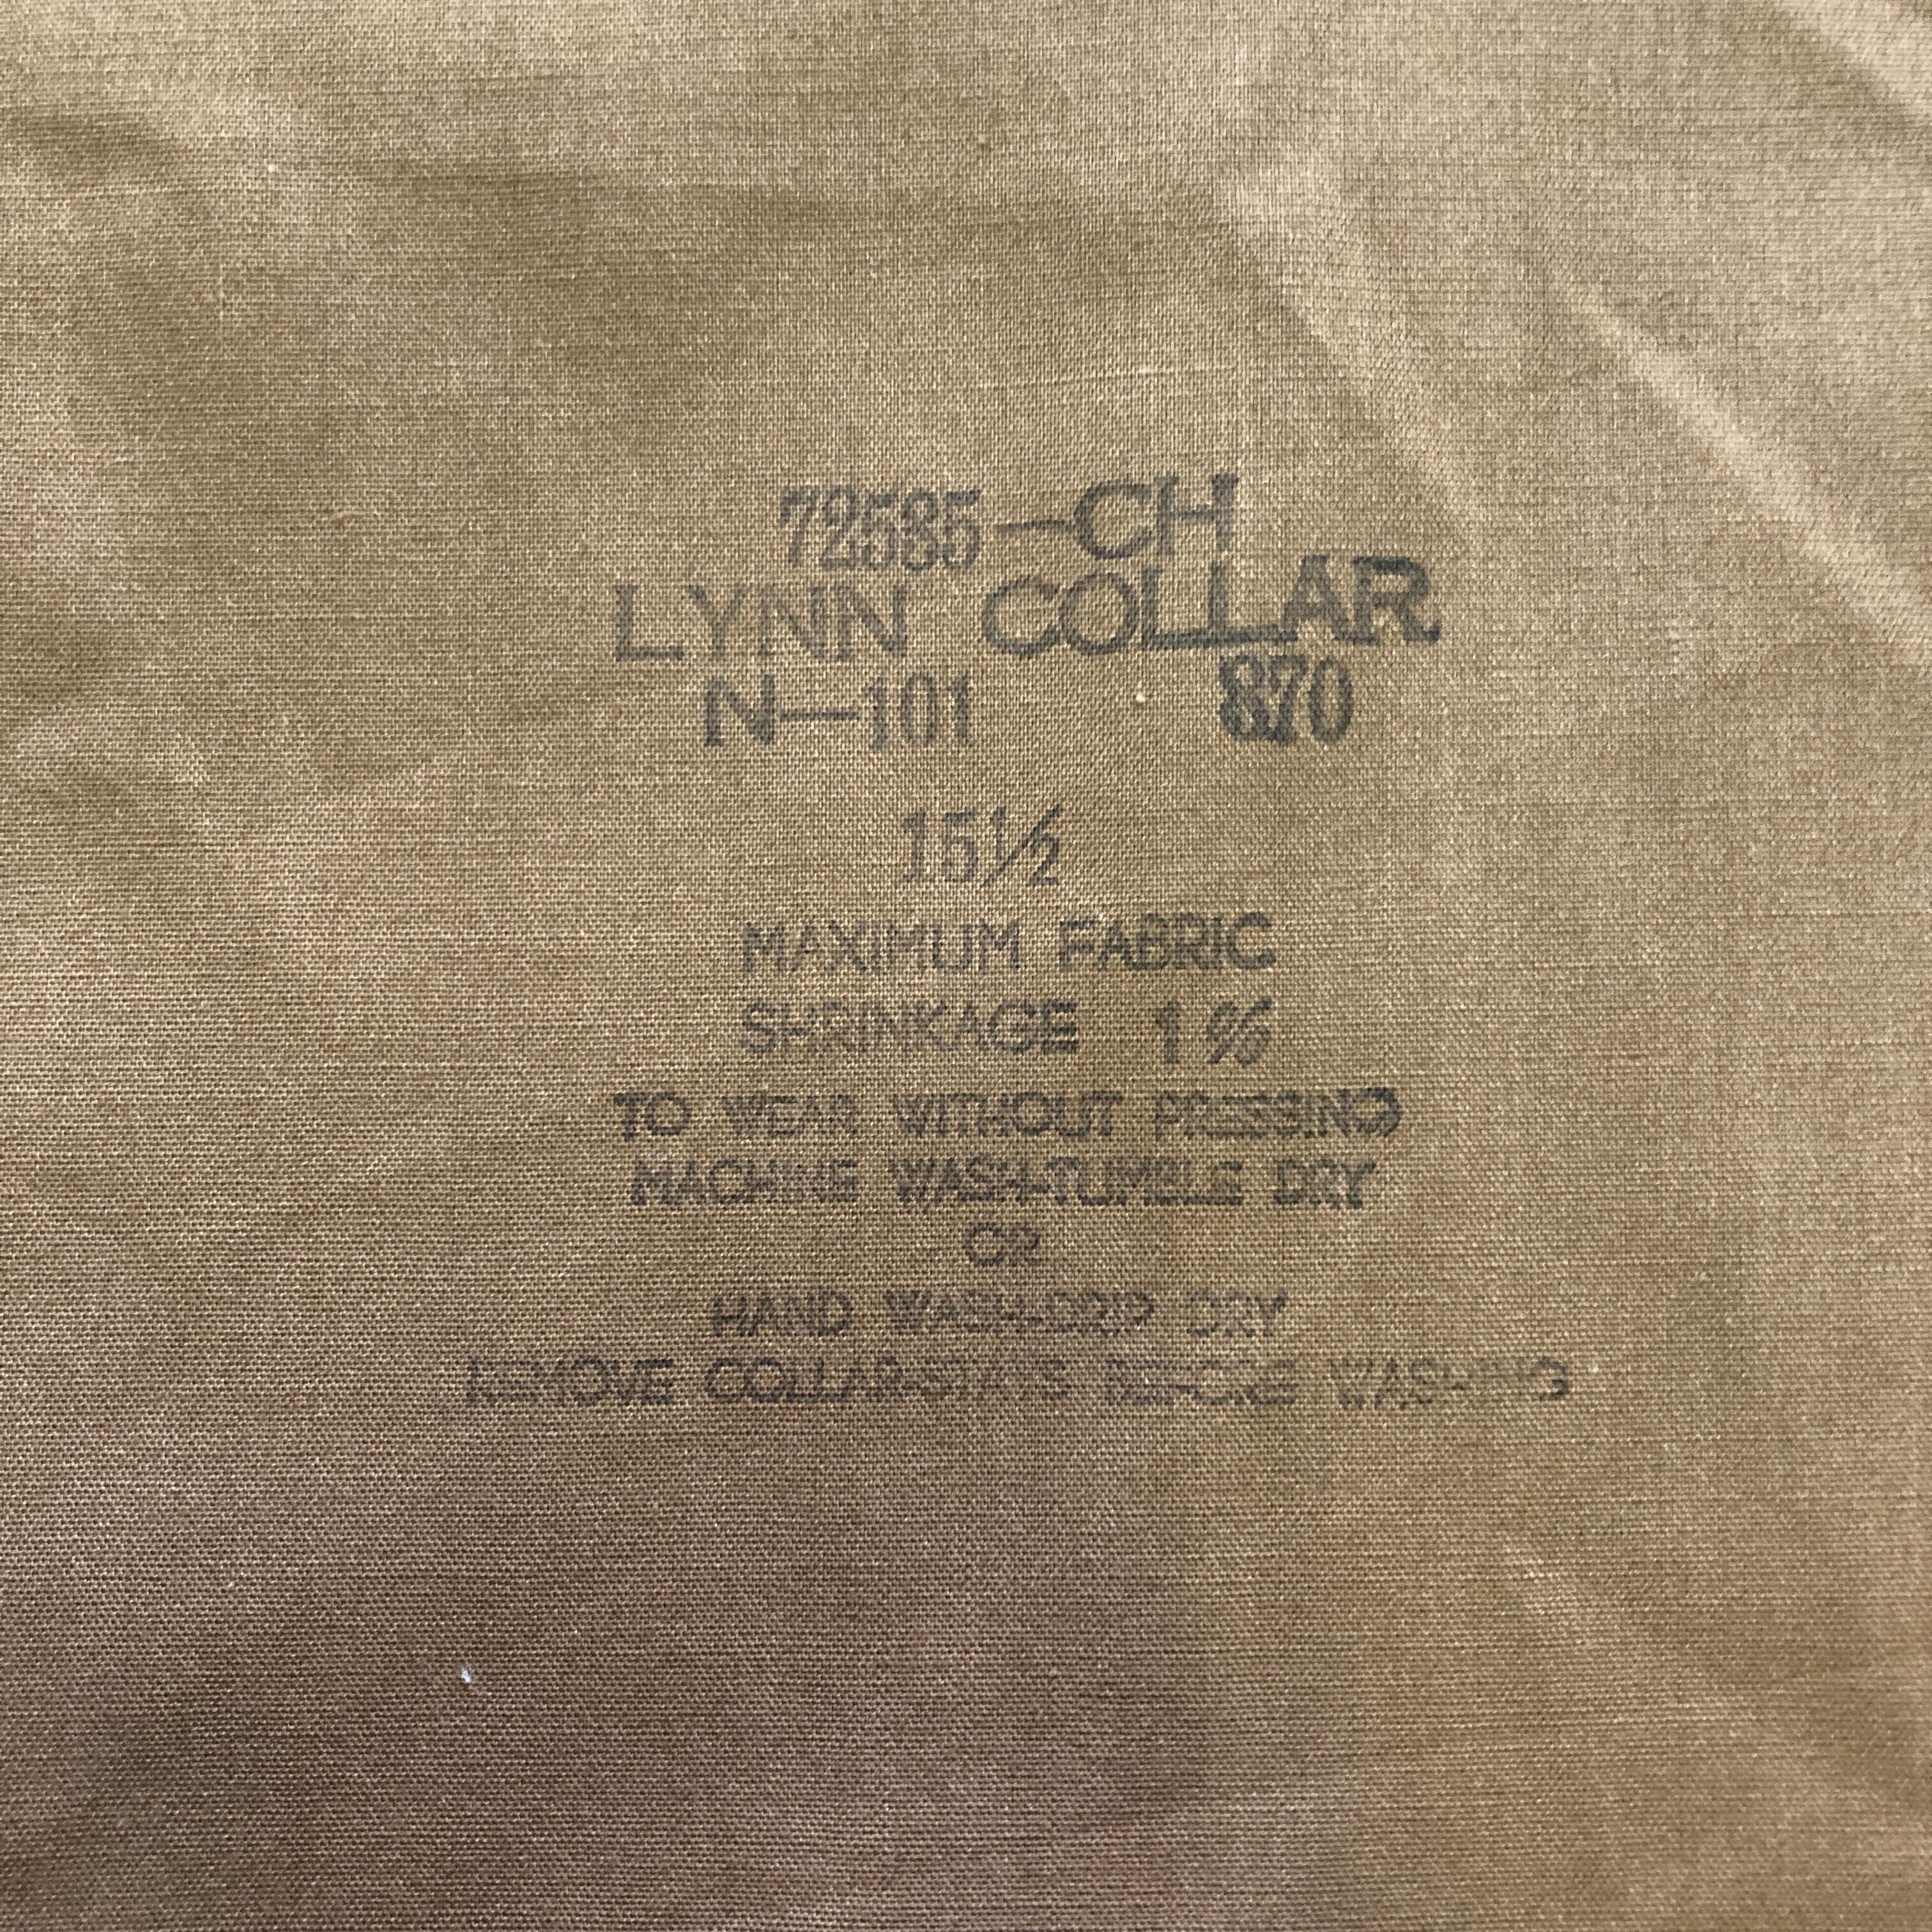 72585-CH
LYNN COLLAR
N-101 870
15½
MAXIMUM FABRIC
SHRINKAGE 1%
TO WEAR WITHOUT PRESSING
MACHINE WASH-TUMBLE DRY
OR
HAND WASH-DRIP DRY
REMOVE COLLAR-STAYS BEFORE WASHING